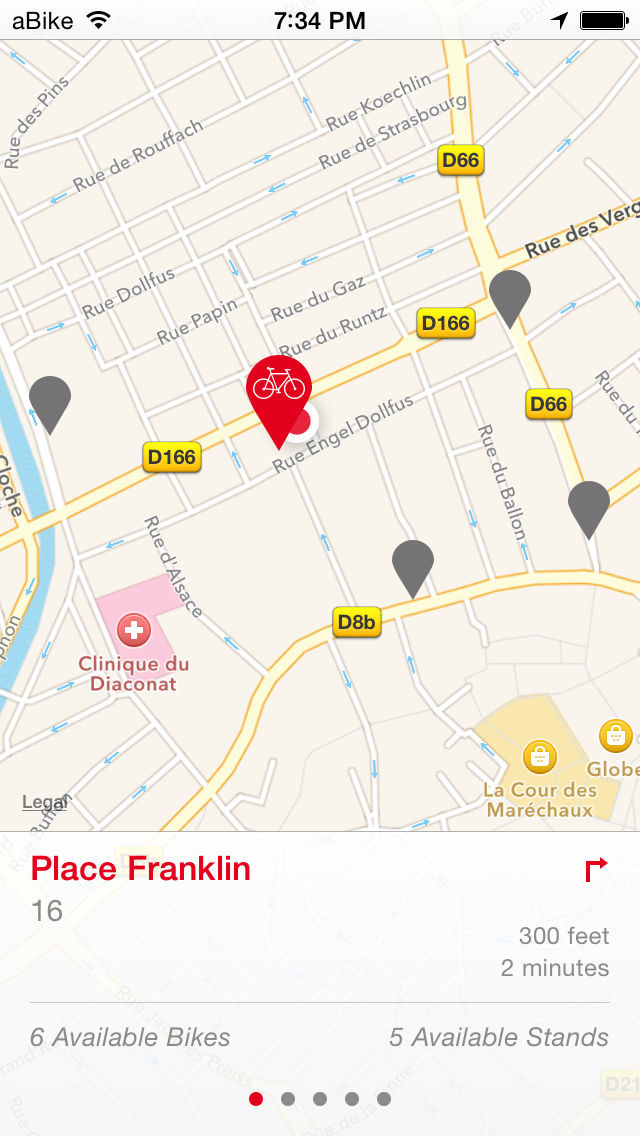 aBike 7:34 PM
Rue des Pins
Rue Koechlin
Rue de Strasbourg
Rue de Rouffach
D66
Rue des Verg
Rue Dollfus
Rue du Gaz
Rue Papin
Rue du Runtz
D166
D66
Rue du
Rue Engel Dollfus
D166
Cloche
Rue du Ballon
Rue d'Alsace
D8b
Clinique du
Diaconat
Globe
La Cour des
Maréchaux
Legal
Rue Buffon
Place Franklin
16
300 feet
2 minutes
6 Available Bikes
5 Available Stands